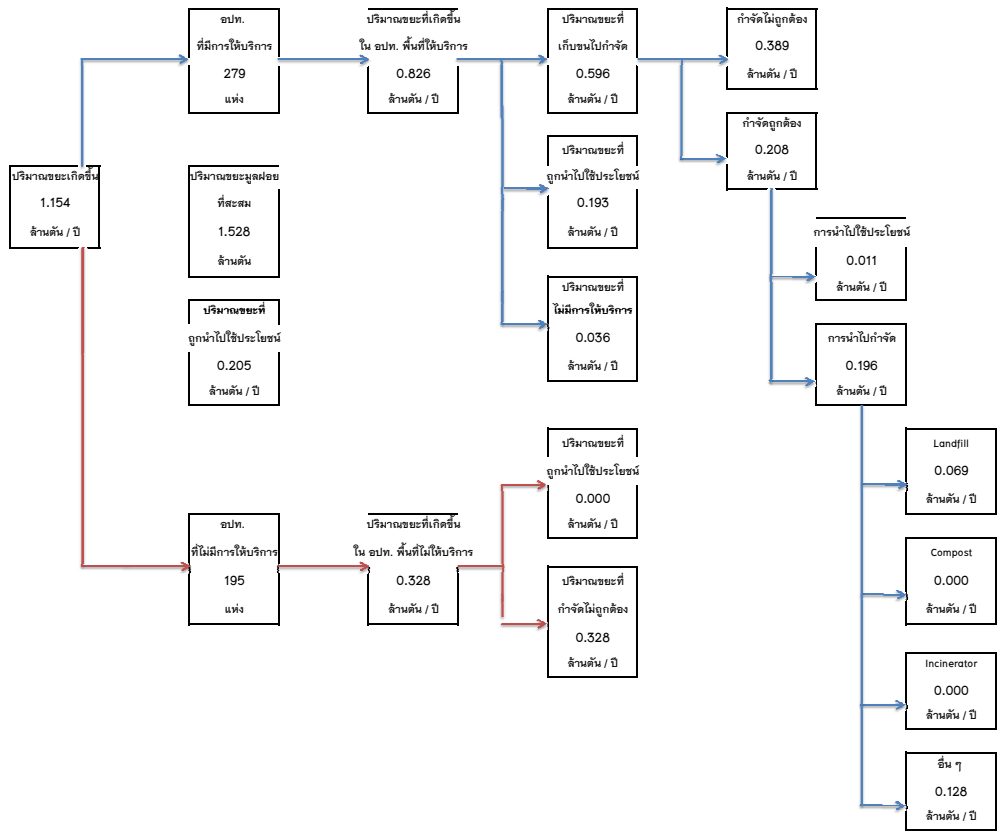 อปท.
ที่มีการให้บริการ
279
แห่ง
ปริมาณขยะที่เกิดขึ้น
ใน อปท. พื้นที่ให้บริการ
0.826
ล้านตัน / ปี
ปริมาณขยะที่
เก็บขนไปกำจัด
0.596
ล้านตัน / ปี
กำจัดไม่ถูกต้อง
0.389
ล้านตัน / ปี
กำจัดถูกต้อง
0.208
ล้านตัน / ปี
ปริมาณขยะที่
ถูกนำไปใช้ประโยชน์
0.193
ล้านตัน / ปี
ปริมาณขยะเกิดขึ้น
1.154
ล้านตัน / ปี
ปริมาณขยะมูลฝอย
ที่สะสม
1.528
ล้านตัน
การนำไปใช้ประโยชน์
0.011
ล้านตัน / ปี
ปริมาณขยะที่
ไม่มีการให้บริการ
0.036
ล้านตัน / ปี
ปริมาณขยะที่
ถูกนำไปใช้ประโยชน์
0.205
ล้านตัน / ปี
การนำไปกำจัด
0.196
ล้านตัน / ปี
ปริมาณขยะที่
ถูกนำไปใช้ประโยชน์
0.000
ล้านตัน / ปี
Landfill
0.069
ล้านตัน / ปี
อปท.
ที่ไม่มีการให้บริการ
195
แห่ง
ปริมาณขยะที่เกิดขึ้น
ใน อปท. พื้นที่ไม่ให้บริการ
0.328
ล้านตัน / ปี
ปริมาณขยะที่
กำจัดไม่ถูกต้อง
0.328
ล้านตัน / ปี
Compost
0.000
ล้านตัน / ปี
Incinerator
0.000
ล้านตัน / ปี
อื่น ๆ
0.128
ล้านตัน / ปี